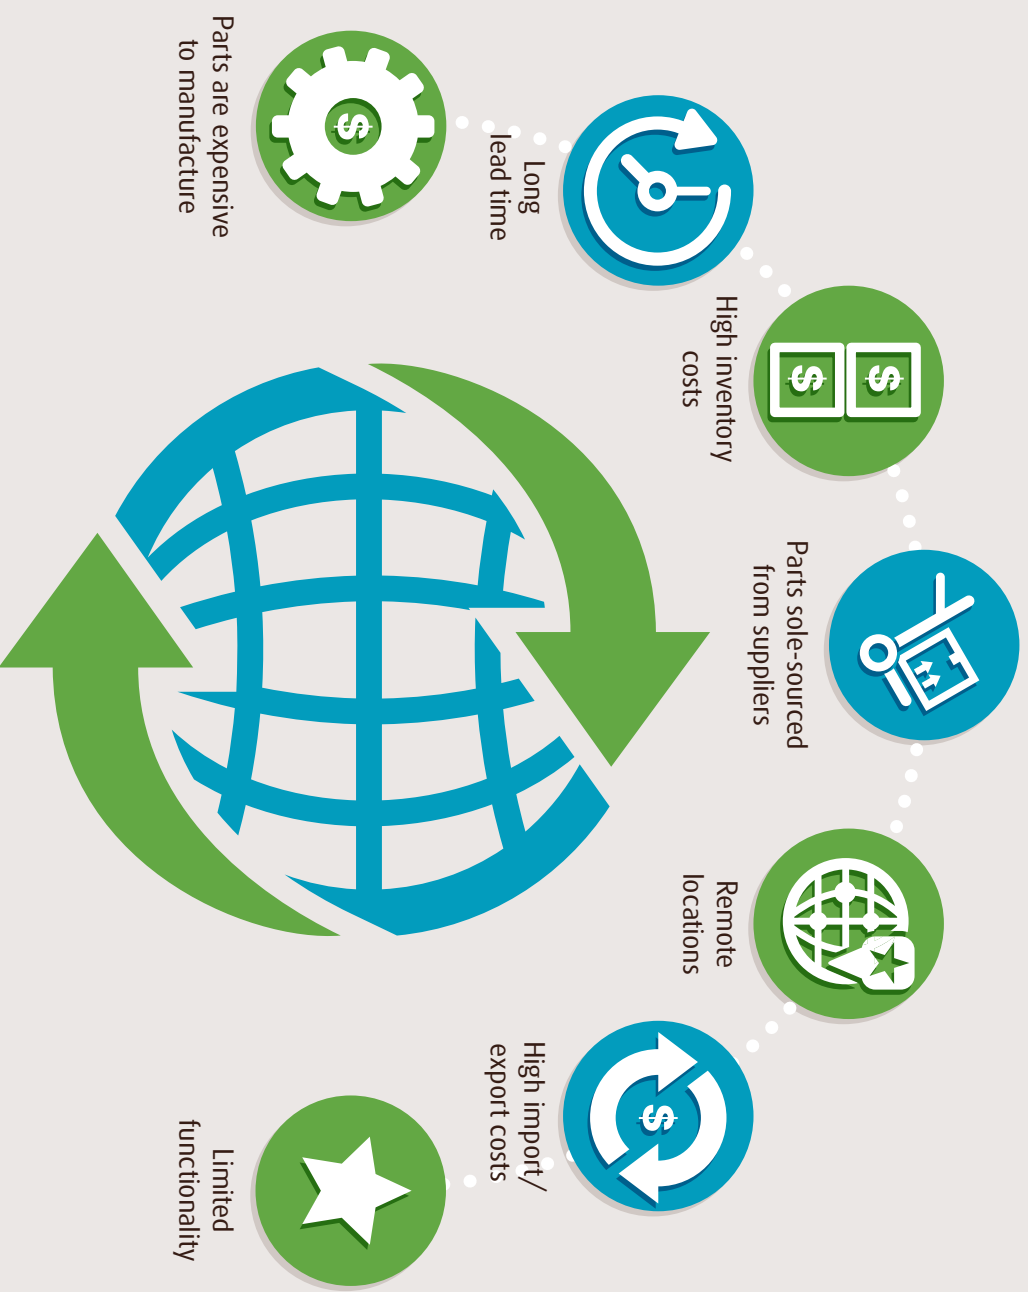 Parts are expensive
to manufacture
$
Long
lead time
High inventory
costs
$
$
Parts sole-sourced
from suppliers
Remote
locations
High import/
export costs
$
Limited
functionality